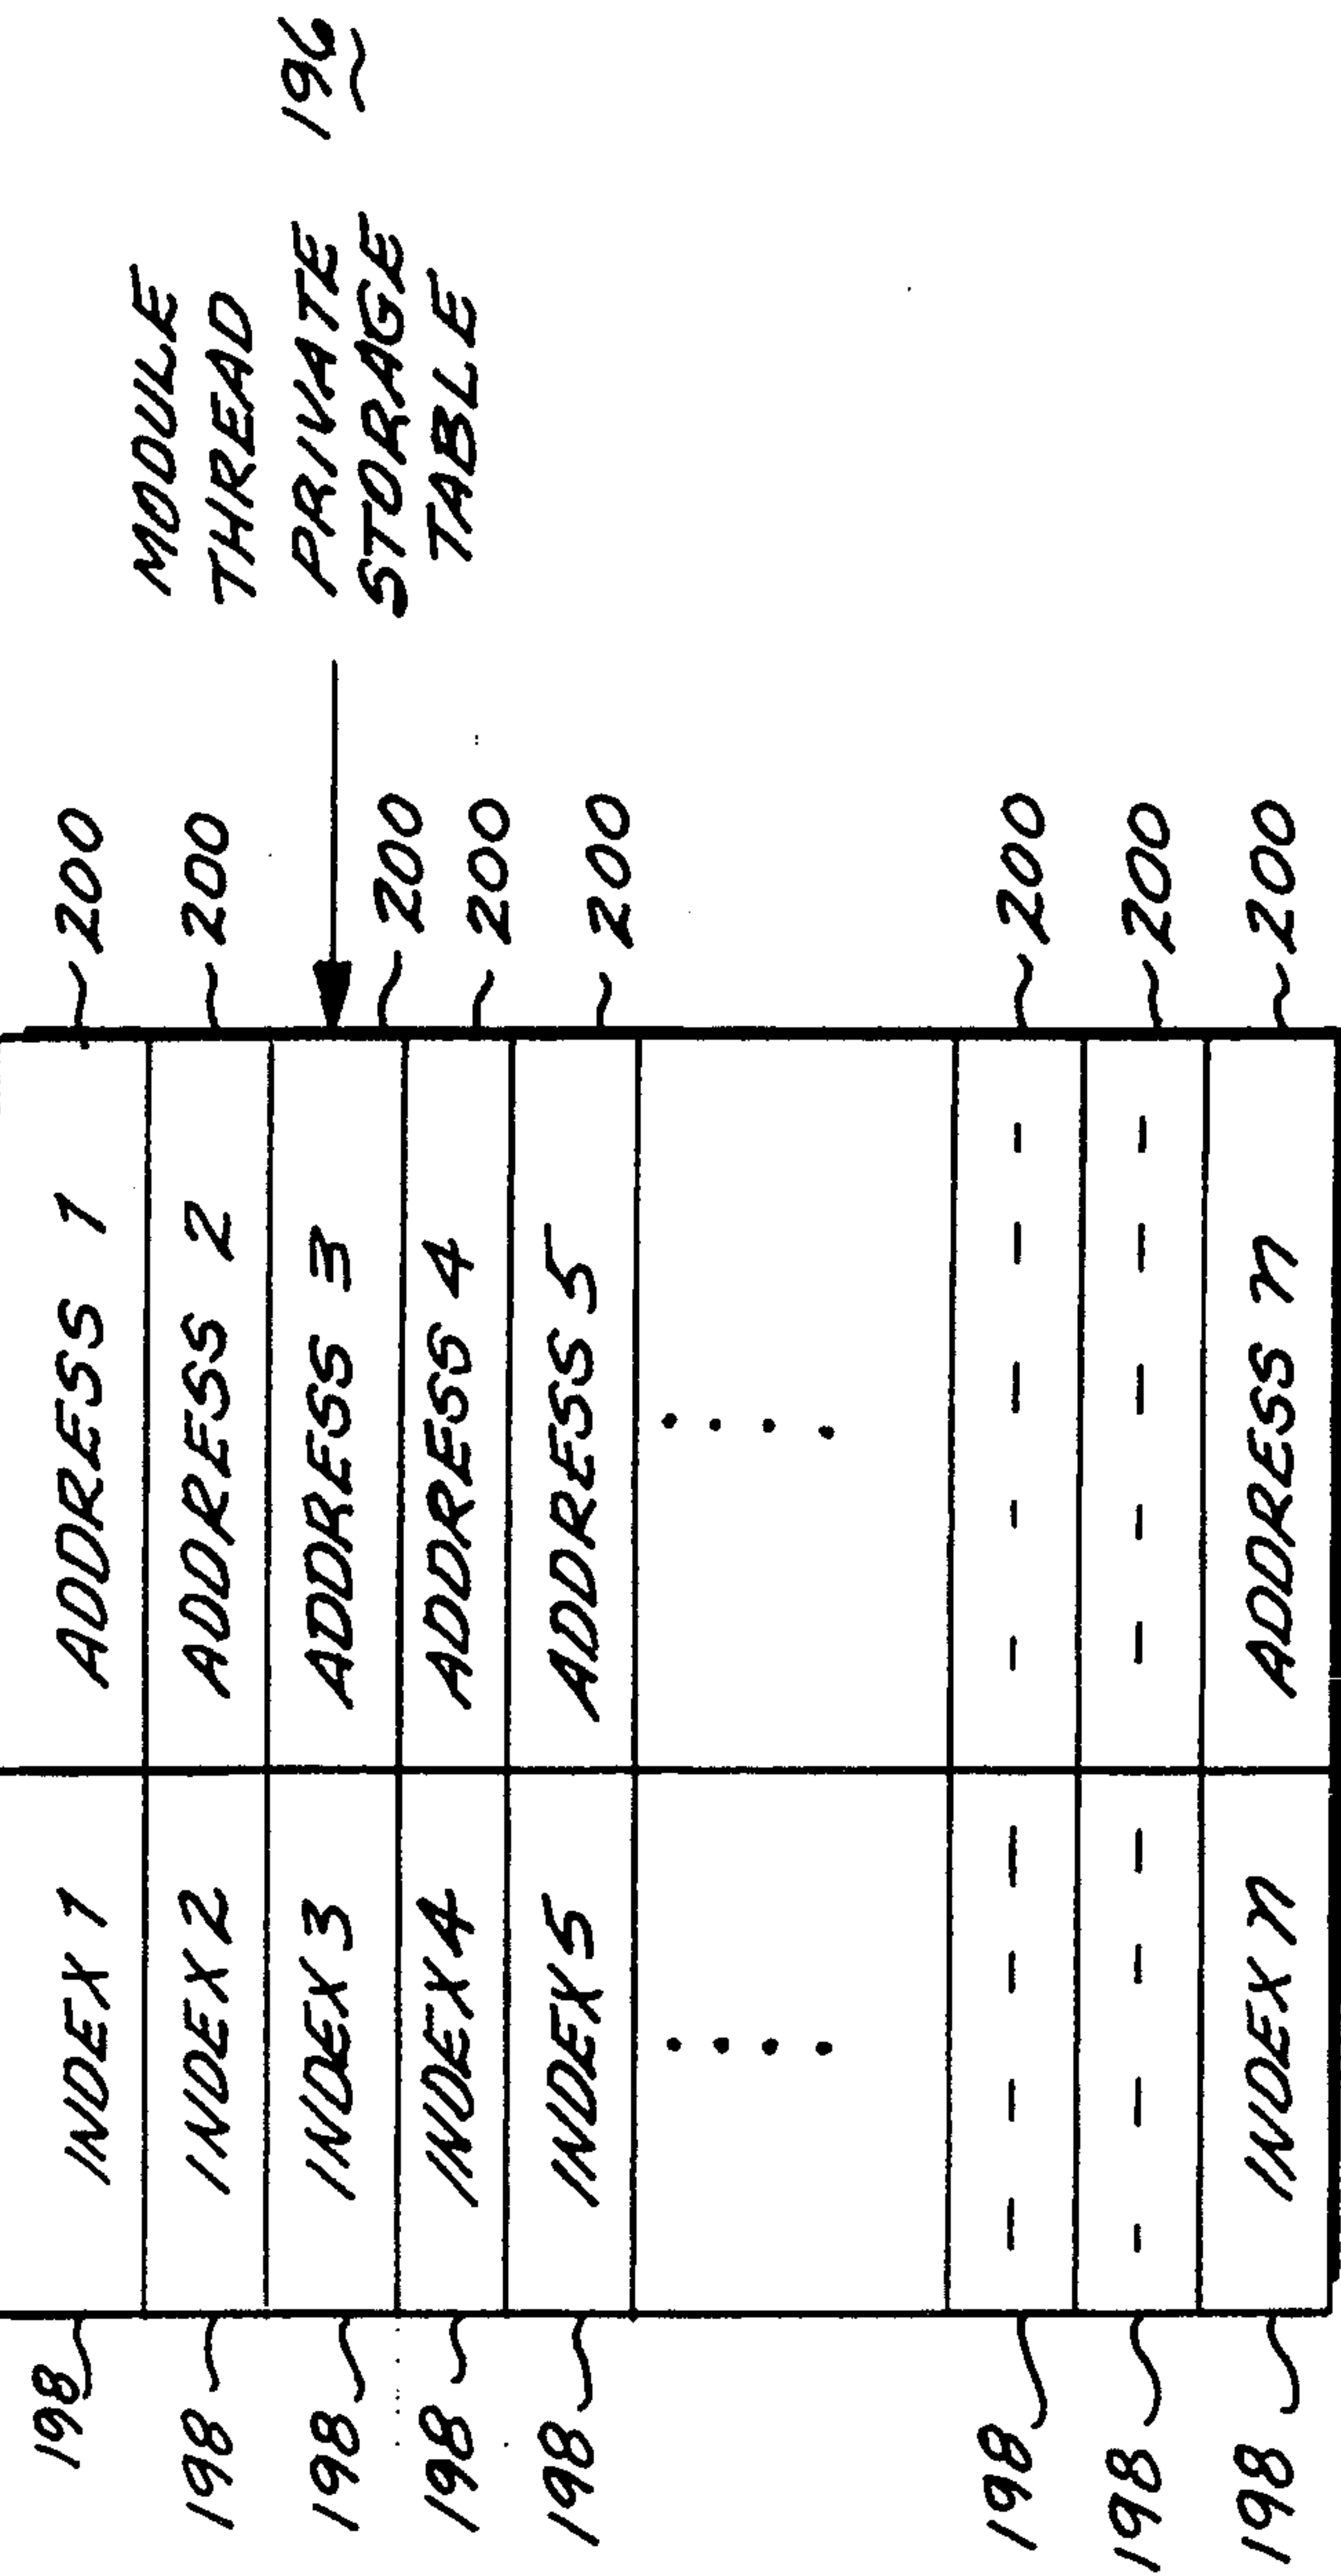 MODULE
THREAD
PRIVATE 196
STORAGE
TABLE
198 INDEX 1 ADDRESS 1 200
198 INDEX 2 ADDRESS 2 200
198 INDEX 3 ADDRESS 3 200
198 INDEX 4 ADDRESS 4 200
198 INDEX 5 ADDRESS 5 200
198 200
198 200
198 INDEX n ADDRESS n 200